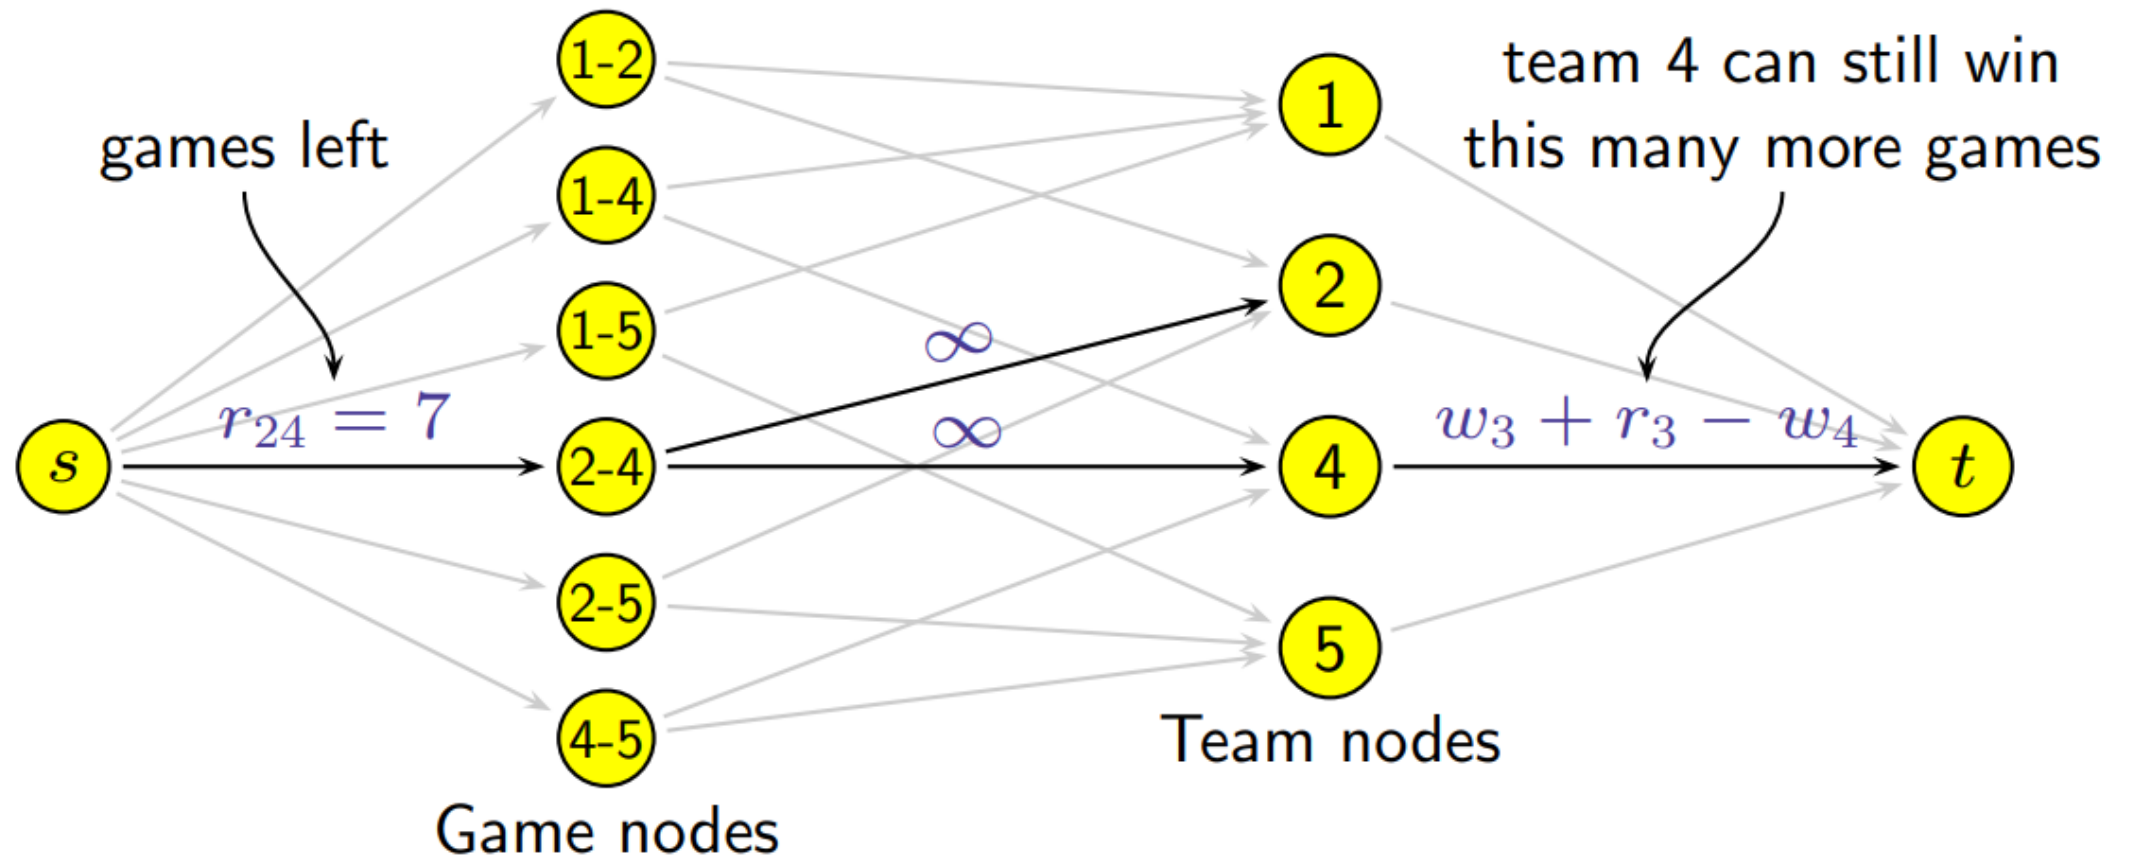 1-2
1
team 4 can still win
this many more games
games left
1-4
2
1-5
∞
∞
r₂₄ = 7
w₃ + r₃ − w₄
s
2-4
4
t
2-5
5
4-5
Team nodes
Game nodes